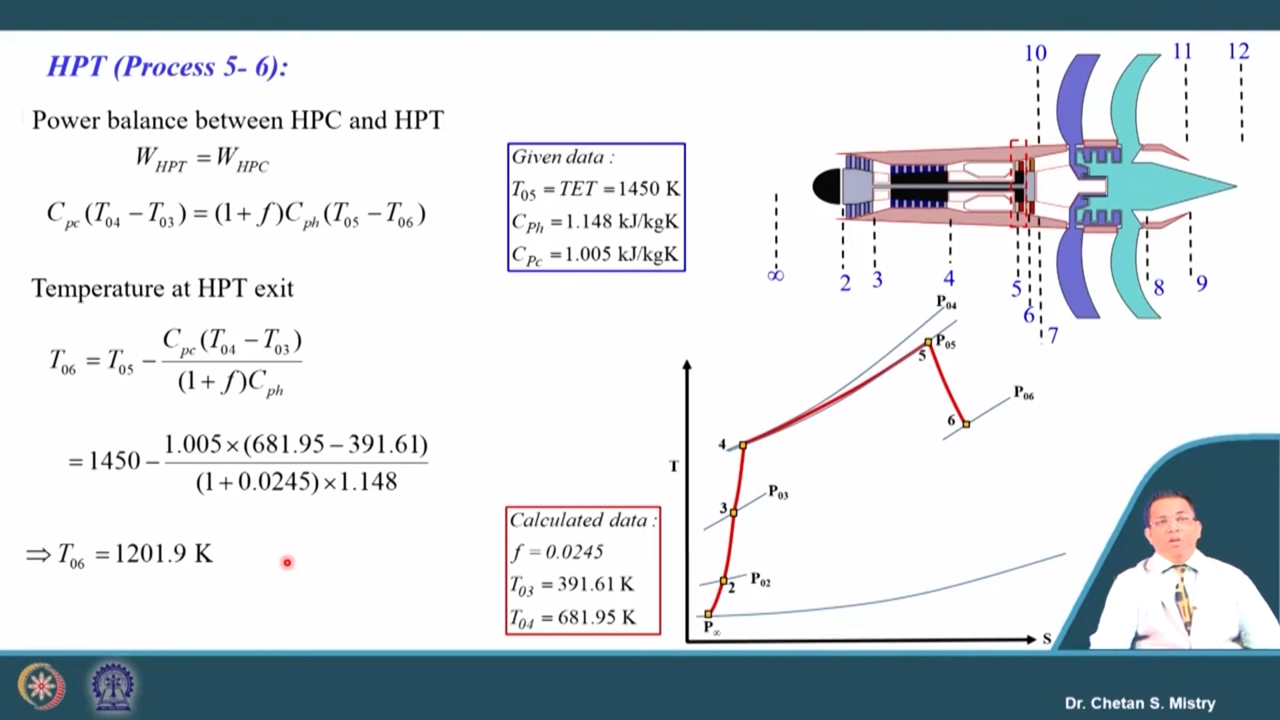 HPT (Process 5- 6):
Power balance between HPC and HPT
W_HPT = W_HPC
C_pc (T_04 − T_03) = (1+ f)C_ph (T_05 − T_06)
Temperature at HPT exit
T_06 = T_05 − C_pc (T_04 − T_03) / (1+ f)C_ph
= 1450 − 1.005×(681.95 − 391.61) / (1+0.0245)×1.148
⇒ T_06 = 1201.9 K
Given data :
T_05 = TET = 1450 K
C_Ph = 1.148 kJ/kgK
C_Pc = 1.005 kJ/kgK
Calculated data :
f = 0.0245
T_03 = 391.61 K
T_04 = 681.95 K
10 11 12
∞ 2 3 4 5 6 7 8 9
P_04
5 P_05
6 P_06
4
T
3 P_03
2 P_02
P_∞
S
Dr. Chetan S. Mistry